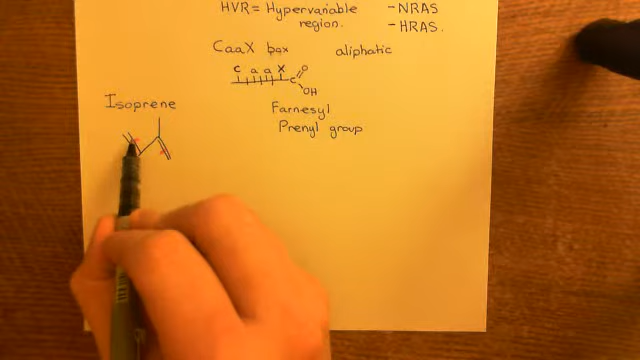 HVR = Hypervariable region.
- NRAS
- HRAS.
CaaX box aliphatic
C a a X C O
OH
Isoprene
Farnesyl
Prenyl group